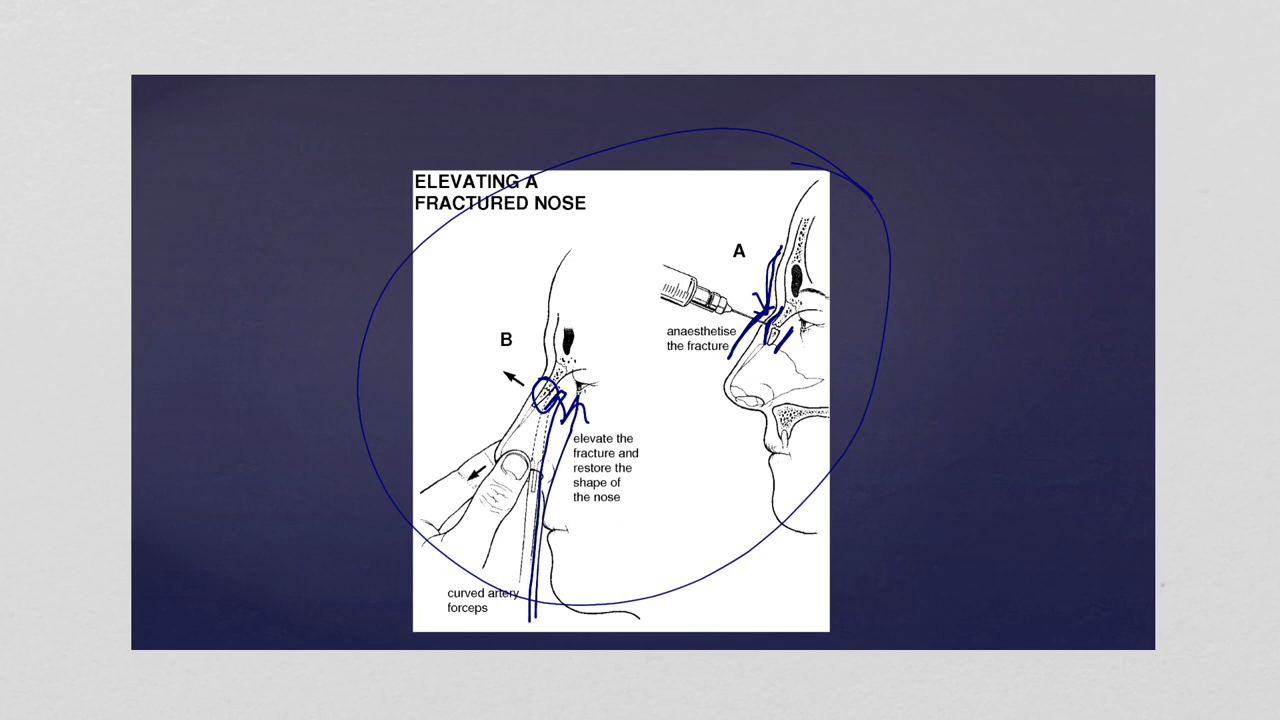 ELEVATING A
FRACTURED NOSE
A
anaesthetise
the fracture
B
elevate the
fracture and
restore the
shape of
the nose
curved artery
forceps